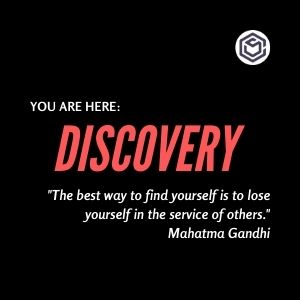 YOU ARE HERE:
DISCOVERY
"The best way to find yourself is to lose
yourself in the service of others."
Mahatma Gandhi